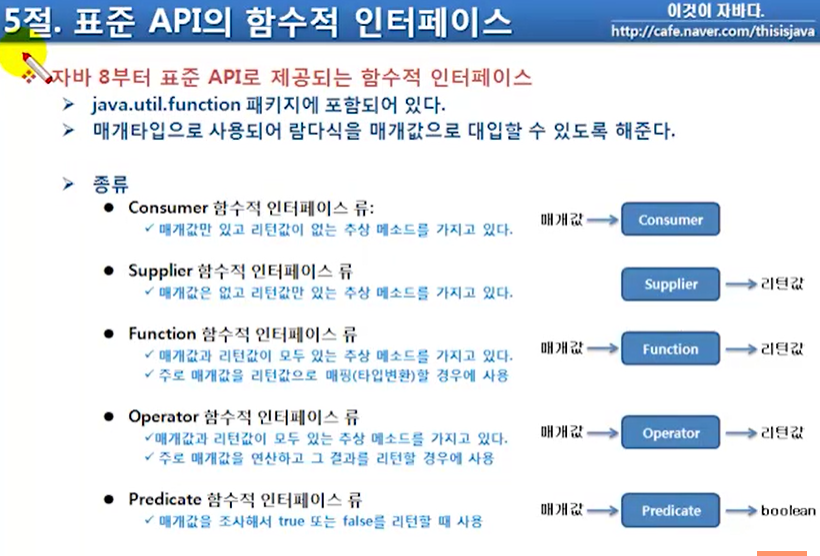 5절. 표준 API의 함수적 인터페이스
이것이 자바다.
http://cafe.naver.com/thisisjava
자바 8부터 표준 API로 제공되는 함수적 인터페이스
java.util.function 패키지에 포함되어 있다.
매개타입으로 사용되어 람다식을 매개값으로 대입할 수 있도록 해준다.
종류
Consumer 함수적 인터페이스 류:
매개값만 있고 리턴값이 없는 추상 메소드를 가지고 있다.
매개값 Consumer
Supplier 함수적 인터페이스 류
매개값은 없고 리턴값만 있는 추상 메소드를 가지고 있다.
Supplier 리턴값
Function 함수적 인터페이스 류
매개값과 리턴값이 모두 있는 추상 메소드를 가지고 있다.
주로 매개값을 리턴값으로 매핑(타입변환)할 경우에 사용
매개값 Function 리턴값
Operator 함수적 인터페이스 류
매개값과 리턴값이 모두 있는 추상 메소드를 가지고 있다.
주로 매개값을 연산하고 그 결과를 리턴할 경우에 사용
매개값 Operator 리턴값
Predicate 함수적 인터페이스 류
매개값을 조사해서 true 또는 false를 리턴할 때 사용
매개값 Predicate boolean